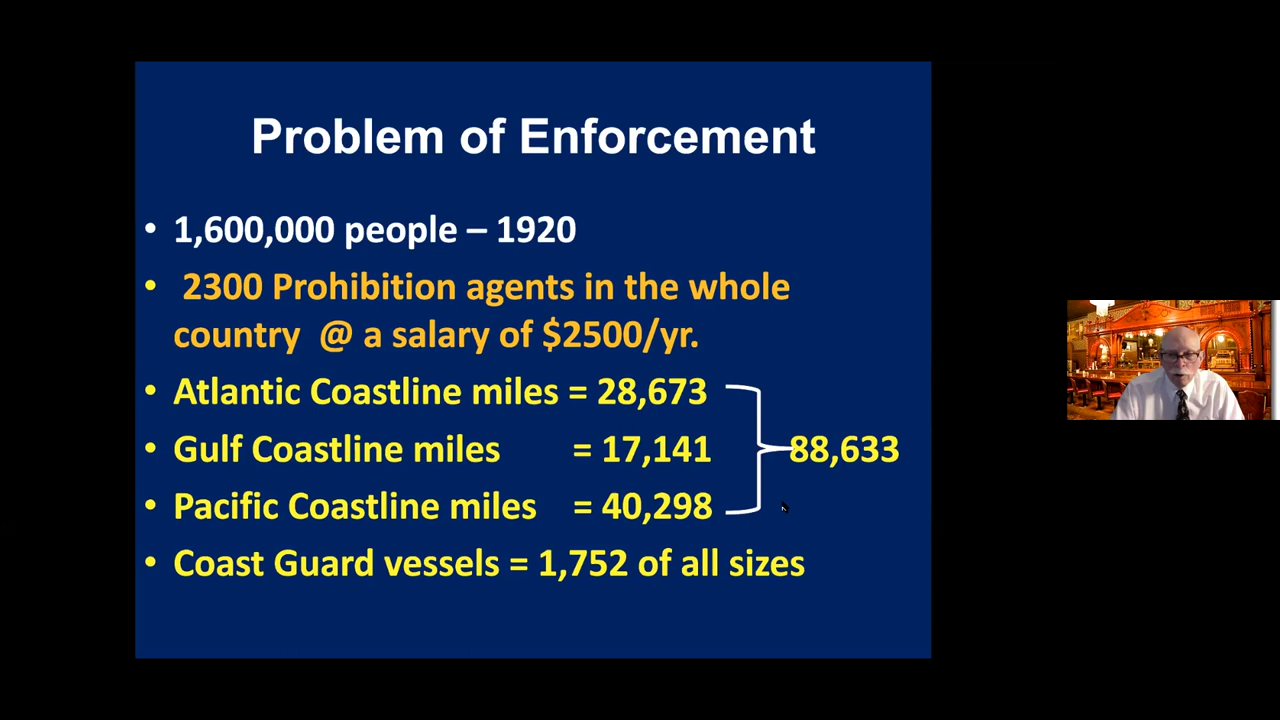 Problem of Enforcement
• 1,600,000 people – 1920
• 2300 Prohibition agents in the whole
country @ a salary of $2500/yr.
• Atlantic Coastline miles = 28,673
• Gulf Coastline miles = 17,141
88,633
• Pacific Coastline miles = 40,298
• Coast Guard vessels = 1,752 of all sizes